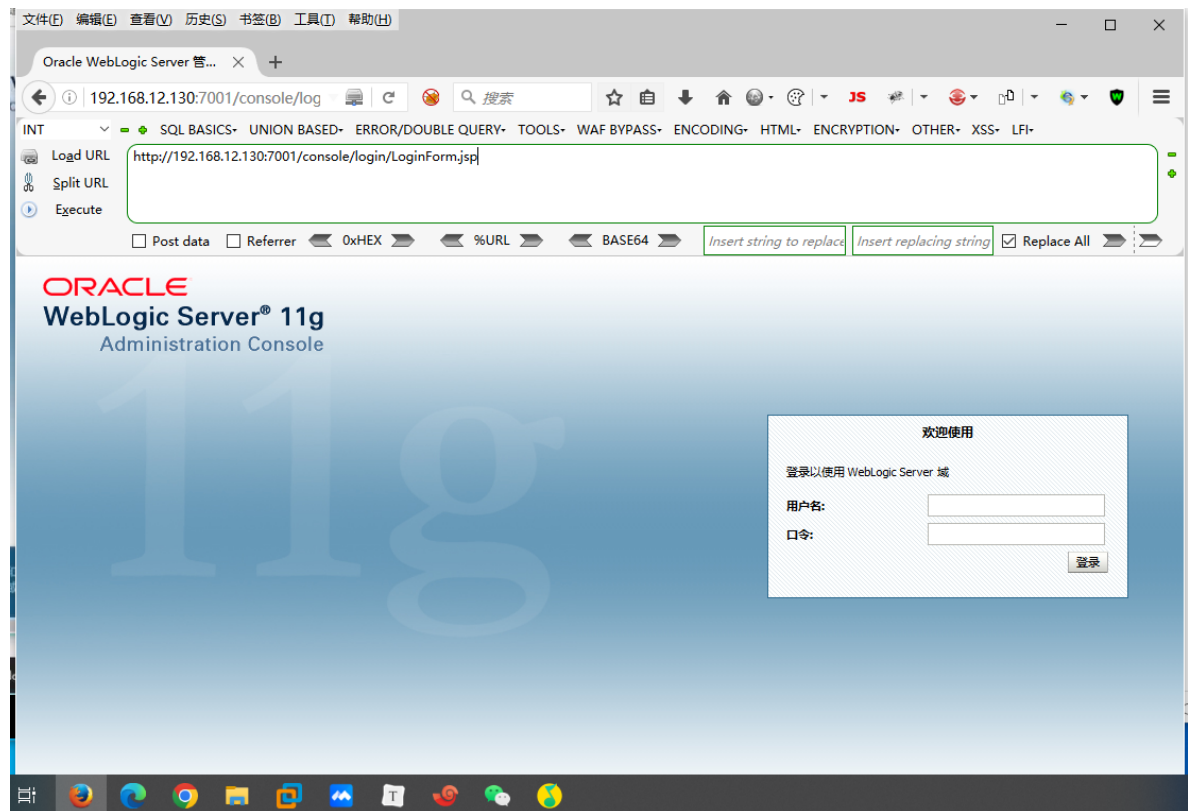 文件(F) 编辑(E) 查看(V) 历史(S) 书签(B) 工具(T) 帮助(H)
Oracle WebLogic Server 管...
192.168.12.130:7001/console/log
搜索
JS
INT SQL BASICS UNION BASED ERROR/DOUBLE QUERY TOOLS WAF BYPASS ENCODING HTML ENCRYPTION OTHER XSS LFI
Load URL http://192.168.12.130:7001/console/login/LoginForm.jsp
Split URL
Execute
Post data Referrer 0xHEX %URL BASE64 Insert string to replace Insert replacing string Replace All
ORACLE
WebLogic Server® 11g
Administration Console
11g
欢迎使用
登录以使用 WebLogic Server 域
用户名:
口令:
登录